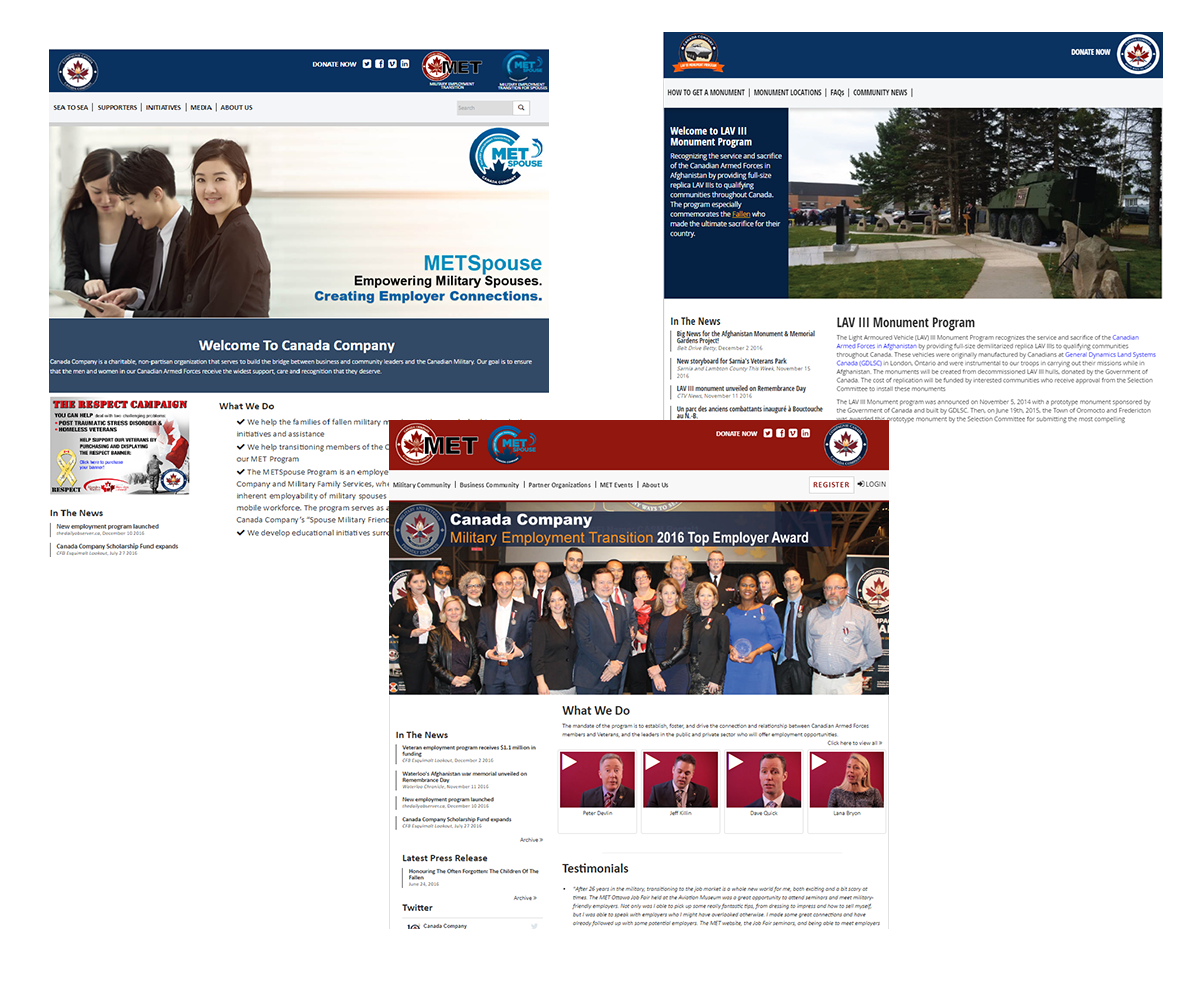 DONATE NOW
MET
MILITARY EMPLOYMENT
TRANSITION
MET
SPOUSE
MILITARY EMPLOYMENT
TRANSITION FOR SPOUSES
SEA TO SEA | SUPPORTERS | INITIATIVES | MEDIA | ABOUT US
Search
MET
SPOUSE
CANADA COMPANY
METSpouse
Empowering Military Spouses.
Creating Employer Connections.
Welcome To Canada Company
Canada Company is a charitable, non-partisan organization that serves to build the bridge between business and community leaders and the Canadian Military. Our goal is to ensure
that the men and women in our Canadian Armed Forces receive the widest support, care and recognition that they deserve.
THE RESPECT CAMPAIGN
YOU CAN HELP deal with two challenging problems:
• POST TRAUMATIC STRESS DISORDER &
• HOMELESS VETERANS
HELP SUPPORT OUR VETERANS BY
PURCHASING AND DISPLAYING
THE RESPECT BANNER:
Click here to purchase
your banner!
RESPECT
In The News
New employment program launched
thedailyobserver.ca, December 10 2016
Canada Company Scholarship Fund expands
CFB Esquimalt Lookout, July 27 2016
What We Do
We help the families of fallen military m
initiatives and assistance
We help transitioning members of the C
our MET Program
The METSpouse Program is an employe
Company and Military Family Services, whe
inherent employability of military spouses
mobile workforce. The program serves as a
Canada Company's "Spouse Military Friend
We develop educational initiatives surro
CANADA COMPANY
LAV III MONUMENT PROGRAM
DONATE NOW
HOW TO GET A MONUMENT | MONUMENT LOCATIONS | FAQs | COMMUNITY NEWS |
Welcome to LAV III
Monument Program
Recognizing the service and sacrifice
of the Canadian Armed Forces in
Afghanistan by providing full-size
replica LAV IIIs to qualifying
communities throughout Canada.
The program especially
commemorates the Fallen who
made the ultimate sacrifice for their
country.
In The News
Big News for the Afghanistan Monument & Memorial
Gardens Project!
Belt Drive Betty, December 2 2016
New storyboard for Sarnia's Veterans Park
Sarnia and Lambton County This Week, November 15
2016
LAV III monument unveiled on Remembrance Day
CTV News, November 11 2016
Un parc des anciens combattants inauguré à Bouctouche
au N.-B.
LAV III Monument Program
The Light Armoured Vehicle (LAV) III Monument Program recognizes the service and sacrifice of the Canadian
Armed Forces in Afghanistan by providing full-size demilitarized replica LAV IIIs to qualifying communities
throughout Canada. These vehicles were originally manufactured by Canadians at General Dynamics Land Systems
Canada (GDLSC) in London, Ontario and were instrumental to our troops in carrying out their missions while in
Afghanistan. The monuments will be created from decommissioned LAV III hulls, donated by the Government of
Canada. The cost of replication will be funded by interested communities who receive approval from the Selection
Committee to install these monuments.
The LAV III Monument program was announced on November 5, 2014 with a prototype monument sponsored by
the Government of Canada and built by GDLSC. Then, on June 19th, 2015, the Town of Oromocto and Fredericton
was awarded this prototype monument by the Selection Committee for submitting the most compelling
MET
MET
SPOUSE
DONATE NOW
Military Community | Business Community | Partner Organizations | MET Events | About Us
REGISTER
LOGIN
Canada Company
Military Employment Transition 2016 Top Employer Award
In The News
Veteran employment program receives $1.1 million in
funding
CFB Esquimalt Lookout, December 2 2016
Waterloo's Afghanistan war memorial unveiled on
Remembrance Day
Waterloo Chronicle, November 11 2016
New employment program launched
thedailyobserver.ca, December 10 2016
Canada Company Scholarship Fund expands
CFB Esquimalt Lookout, July 27 2016
Archive »
Latest Press Release
Honouring The Often Forgotten: The Children Of The
Fallen
June 24, 2016
Archive »
Twitter
Canada Company
What We Do
The mandate of the program is to establish, foster, and drive the connection and relationship between Canadian Armed Forces
members and Veterans, and the leaders in the public and private sector who will offer employment opportunities.
Click here to view all »
Peter Devlin
Jeff Killin
Dave Quick
Lana Bryon
Testimonials
• "After 26 years in the military, transitioning to the job market is a whole new world for me, both exciting and a bit scary at
times. The MET Ottawa Job Fair held at the Aviation Museum was a great opportunity to attend seminars and meet military-
friendly employers. Not only was I able to pick up some really fantastic tips, from dressing to impress and how to sell myself,
but I was able to speak with employers who I might have overlooked otherwise. I made some great connections and have
already followed up with some potential employers. The MET website, the Job Fair seminars, and being able to meet employers